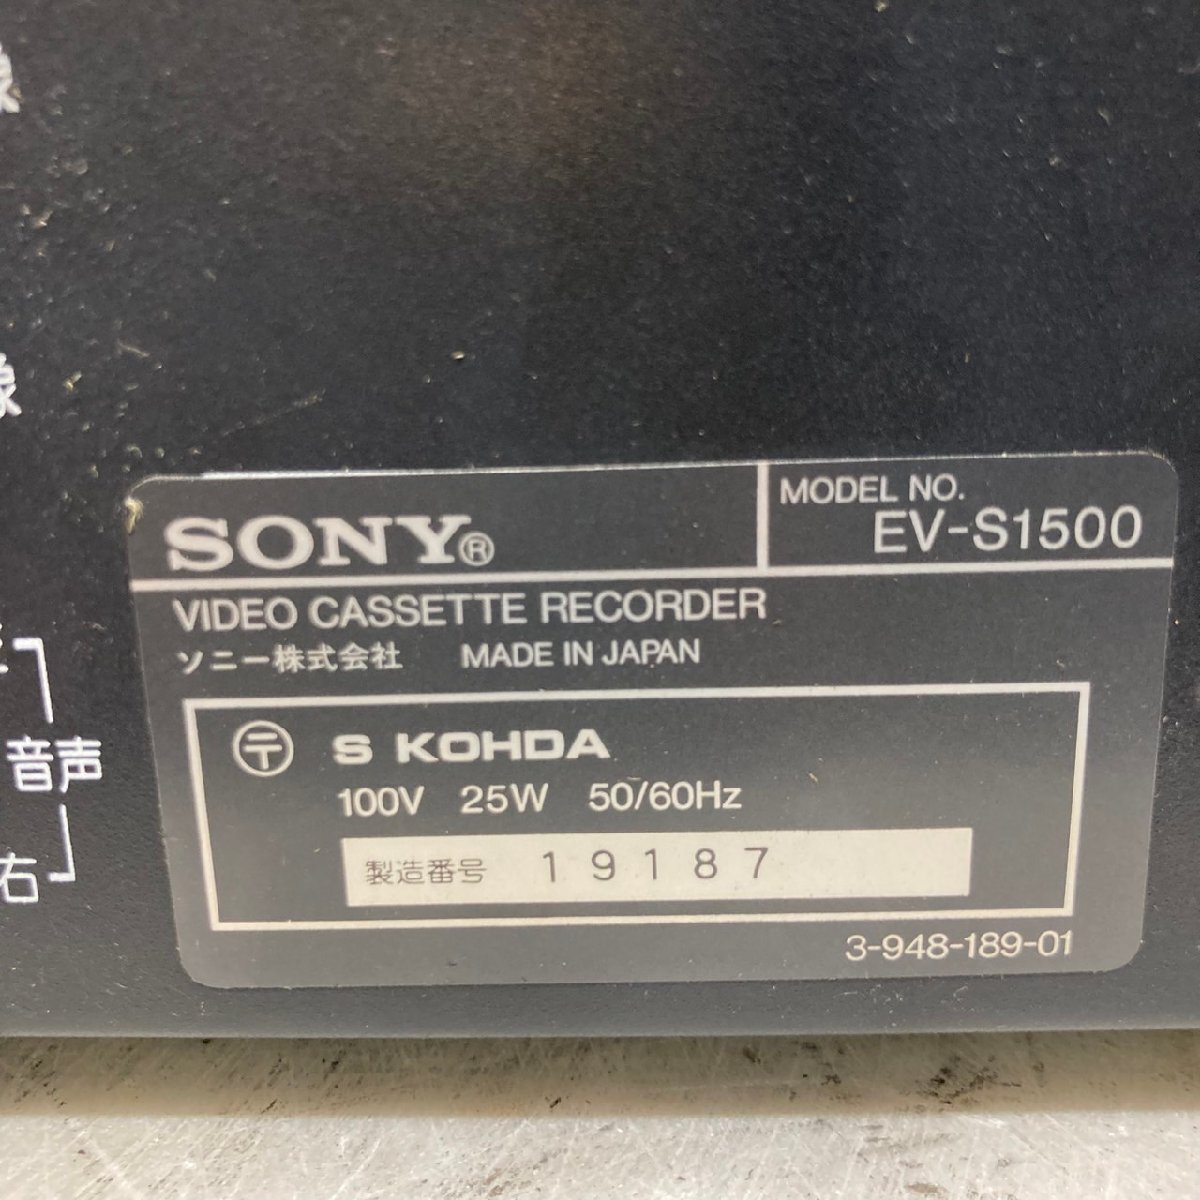 SONY®
MODEL NO.
EV-S1500
VIDEO CASSETTE RECORDER
ソニー株式会社 MADE IN JAPAN
〒 S KOHDA
100V 25W 50/60Hz
製造番号 19187
3-948-189-01
音声
右